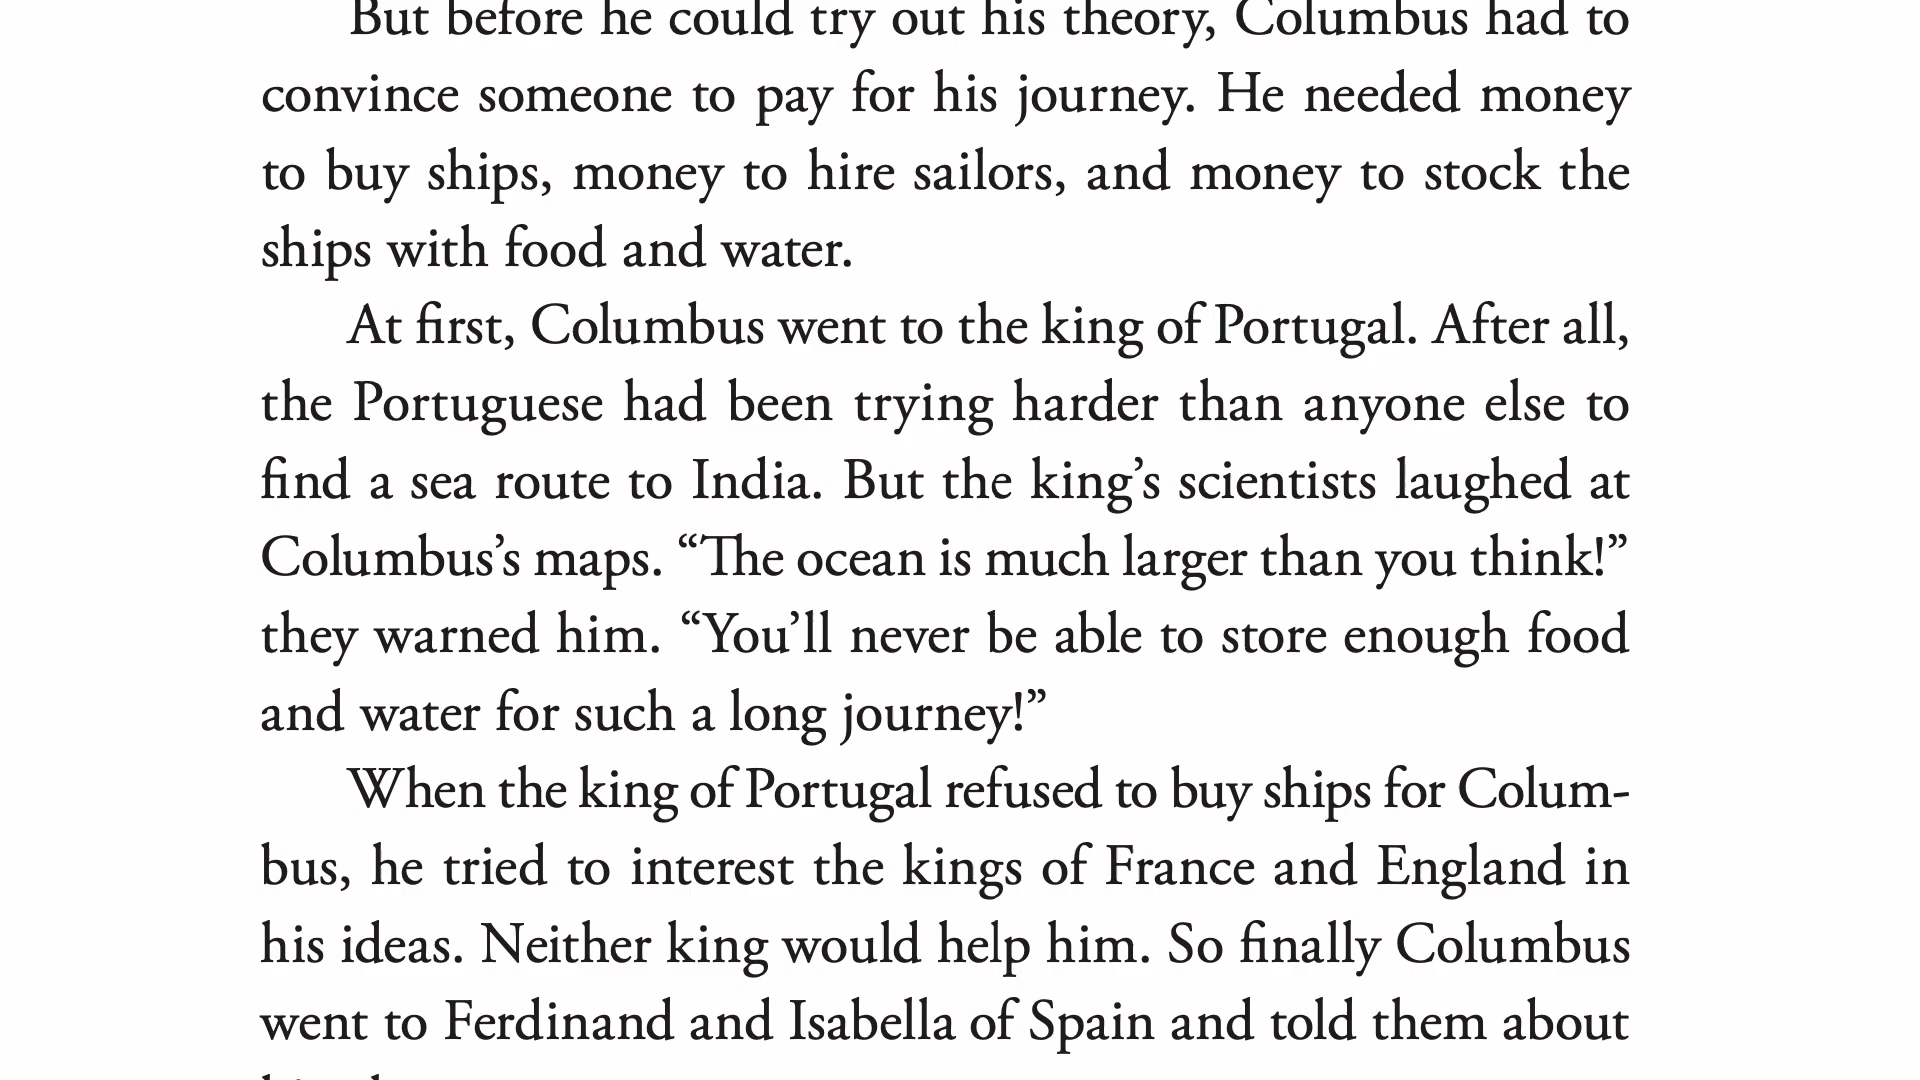 But before he could try out his theory, Columbus had to
convince someone to pay for his journey. He needed money
to buy ships, money to hire sailors, and money to stock the
ships with food and water.
At first, Columbus went to the king of Portugal. After all,
the Portuguese had been trying harder than anyone else to
find a sea route to India. But the king’s scientists laughed at
Columbus’s maps. “The ocean is much larger than you think!”
they warned him. “You’ll never be able to store enough food
and water for such a long journey!”
When the king of Portugal refused to buy ships for Colum-
bus, he tried to interest the kings of France and England in
his ideas. Neither king would help him. So finally Columbus
went to Ferdinand and Isabella of Spain and told them about